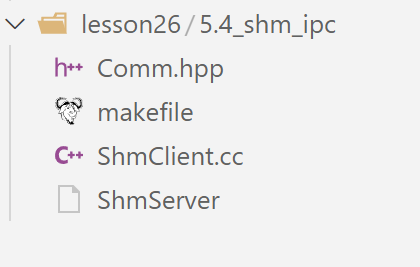 lesson26/5.4_shm_ipc
h++ Comm.hpp
makefile
C++ ShmClient.cc
ShmServer